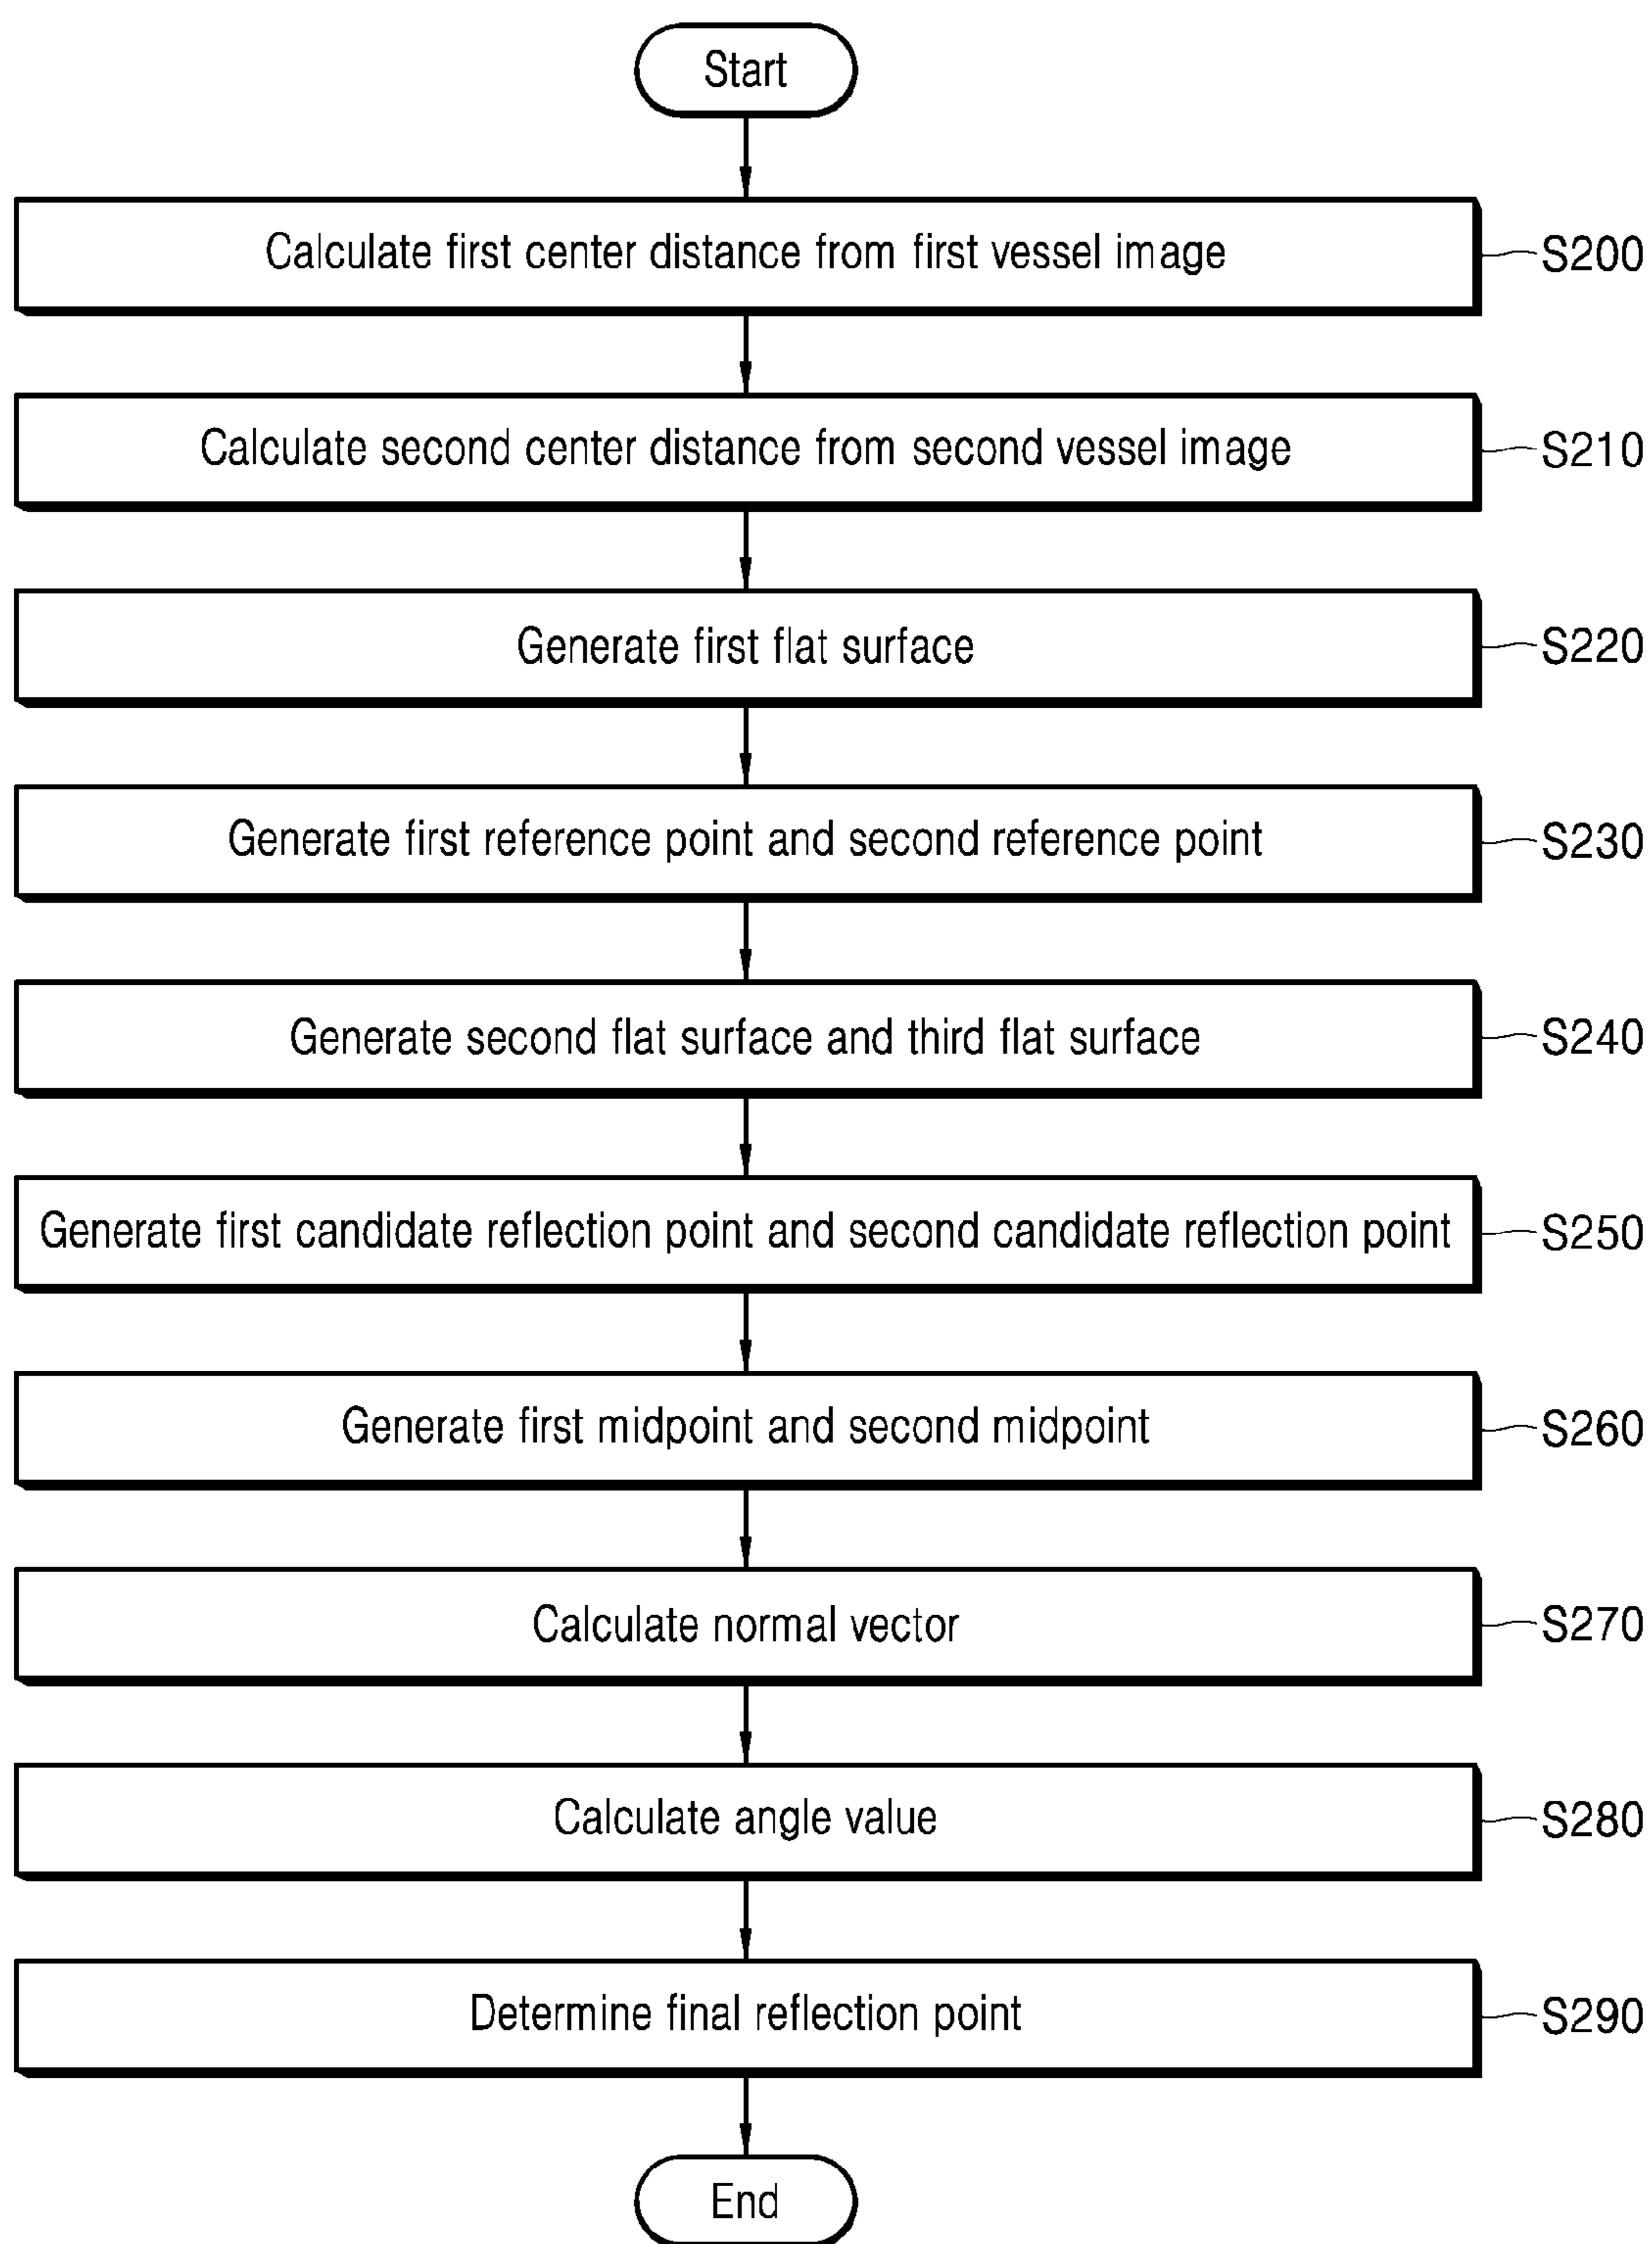 Start
Calculate first center distance from first vessel image
S200
Calculate second center distance from second vessel image
S210
Generate first flat surface
S220
Generate first reference point and second reference point
S230
Generate second flat surface and third flat surface
S240
Generate first candidate reflection point and second candidate reflection point
S250
Generate first midpoint and second midpoint
S260
Calculate normal vector
S270
Calculate angle value
S280
Determine final reflection point
S290
End